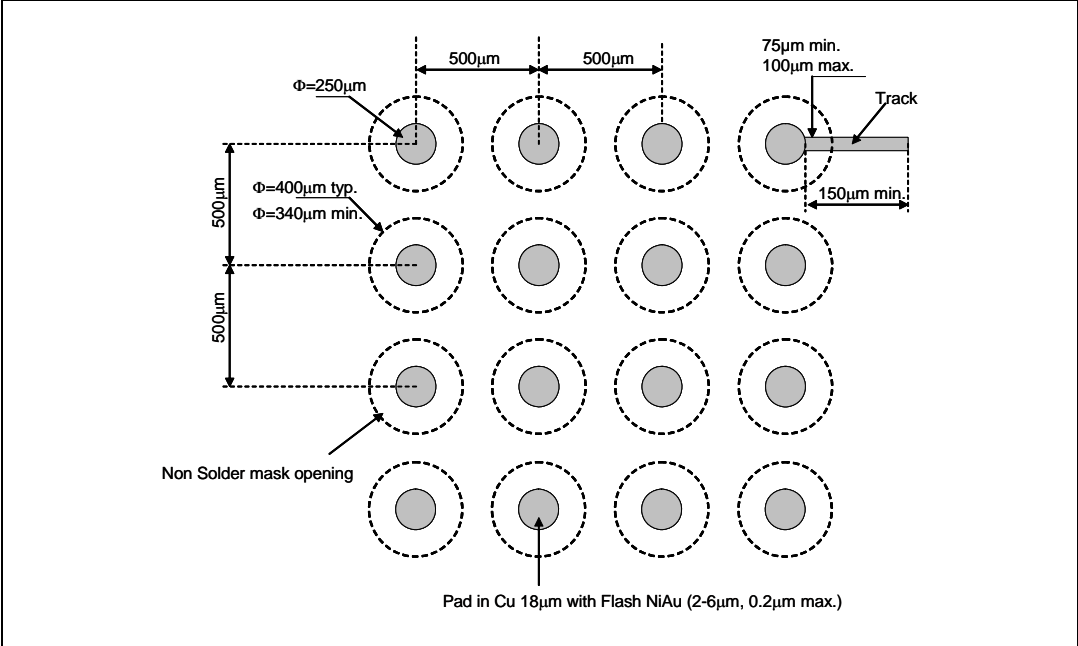 500μm
500μm
75μm min.
100μm max.
Φ=250μm
Track
Φ=400μm typ.
Φ=340μm min.
150μm min.
500μm
500μm
Non Solder mask opening
Pad in Cu 18μm with Flash NiAu (2-6μm, 0.2μm max.)